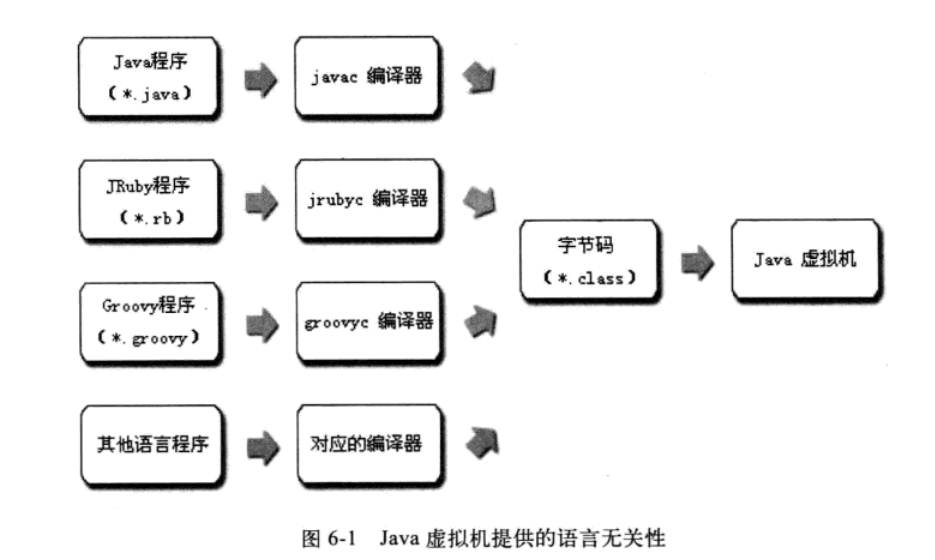 Java程序
(*.java)
javac 编译器
JRuby程序
(*.rb)
jrubyc 编译器
字节码
(*.class)
Java 虚拟机
Groovy程序
(*.groovy)
groovyc 编译器
其他语言程序
对应的编译器
图 6-1 Java 虚拟机提供的语言无关性